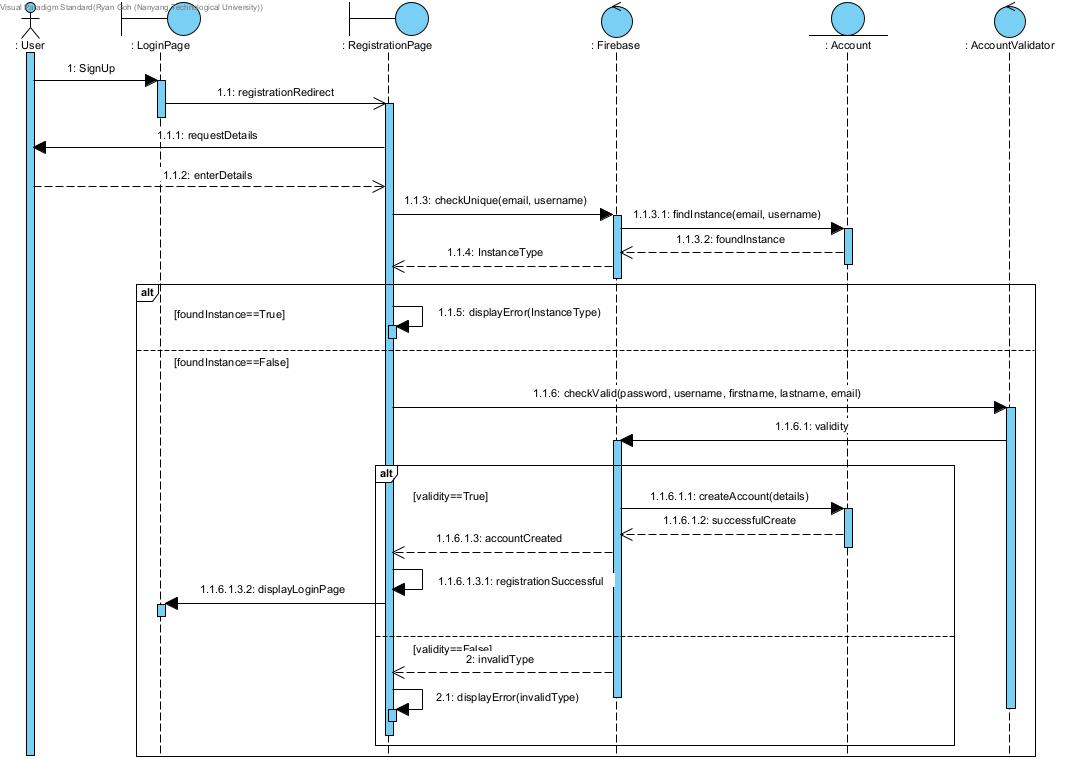 Visual Paradigm Standard(Ryan Goh (Nanyang Technological University))
: User
: LoginPage
: RegistrationPage
: Firebase
: Account
: AccountValidator
1: SignUp
1.1: registrationRedirect
1.1.1: requestDetails
1.1.2: enterDetails
1.1.3: checkUnique(email, username)
1.1.3.1: findInstance(email, username)
1.1.3.2: foundInstance
1.1.4: InstanceType
alt
[foundInstance==True]
1.1.5: displayError(InstanceType)
[foundInstance==False]
1.1.6: checkValid(password, username, firstname, lastname, email)
1.1.6.1: validity
alt
[validity==True]
1.1.6.1.1: createAccount(details)
1.1.6.1.2: successfulCreate
1.1.6.1.3: accountCreated
1.1.6.1.3.1: registrationSuccessful
1.1.6.1.3.2: displayLoginPage
[validity==False]
2: invalidType
2.1: displayError(invalidType)